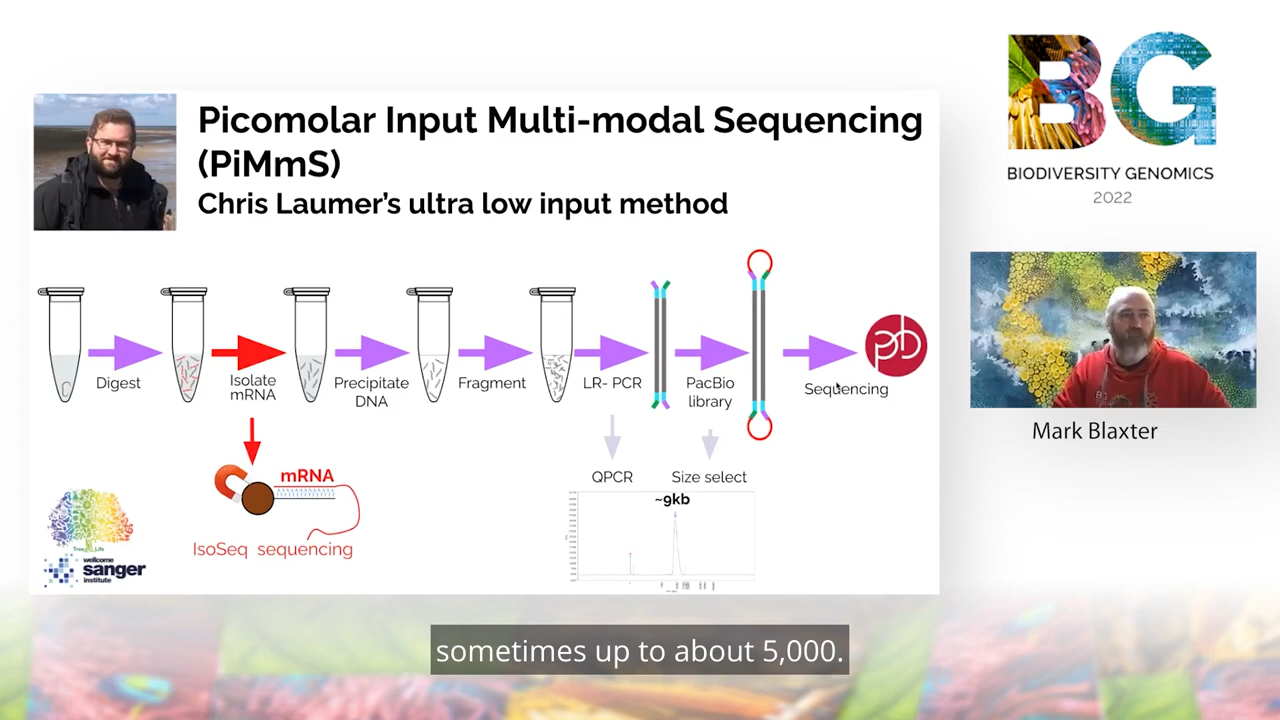 Picomolar Input Multi-modal Sequencing
(PiMmS)
Chris Laumer's ultra low input method
BG
BIODIVERSITY GENOMICS
2022
Digest
Isolate
mRNA
Precipitate
DNA
Fragment
LR- PCR
PacBio
library
Sequencing
pb
Mark Blaxter
mRNA
IsoSeq sequencing
QPCR
Size select
~9kb
Tree of Life
wellcome
sanger
institute
sometimes up to about 5,000.